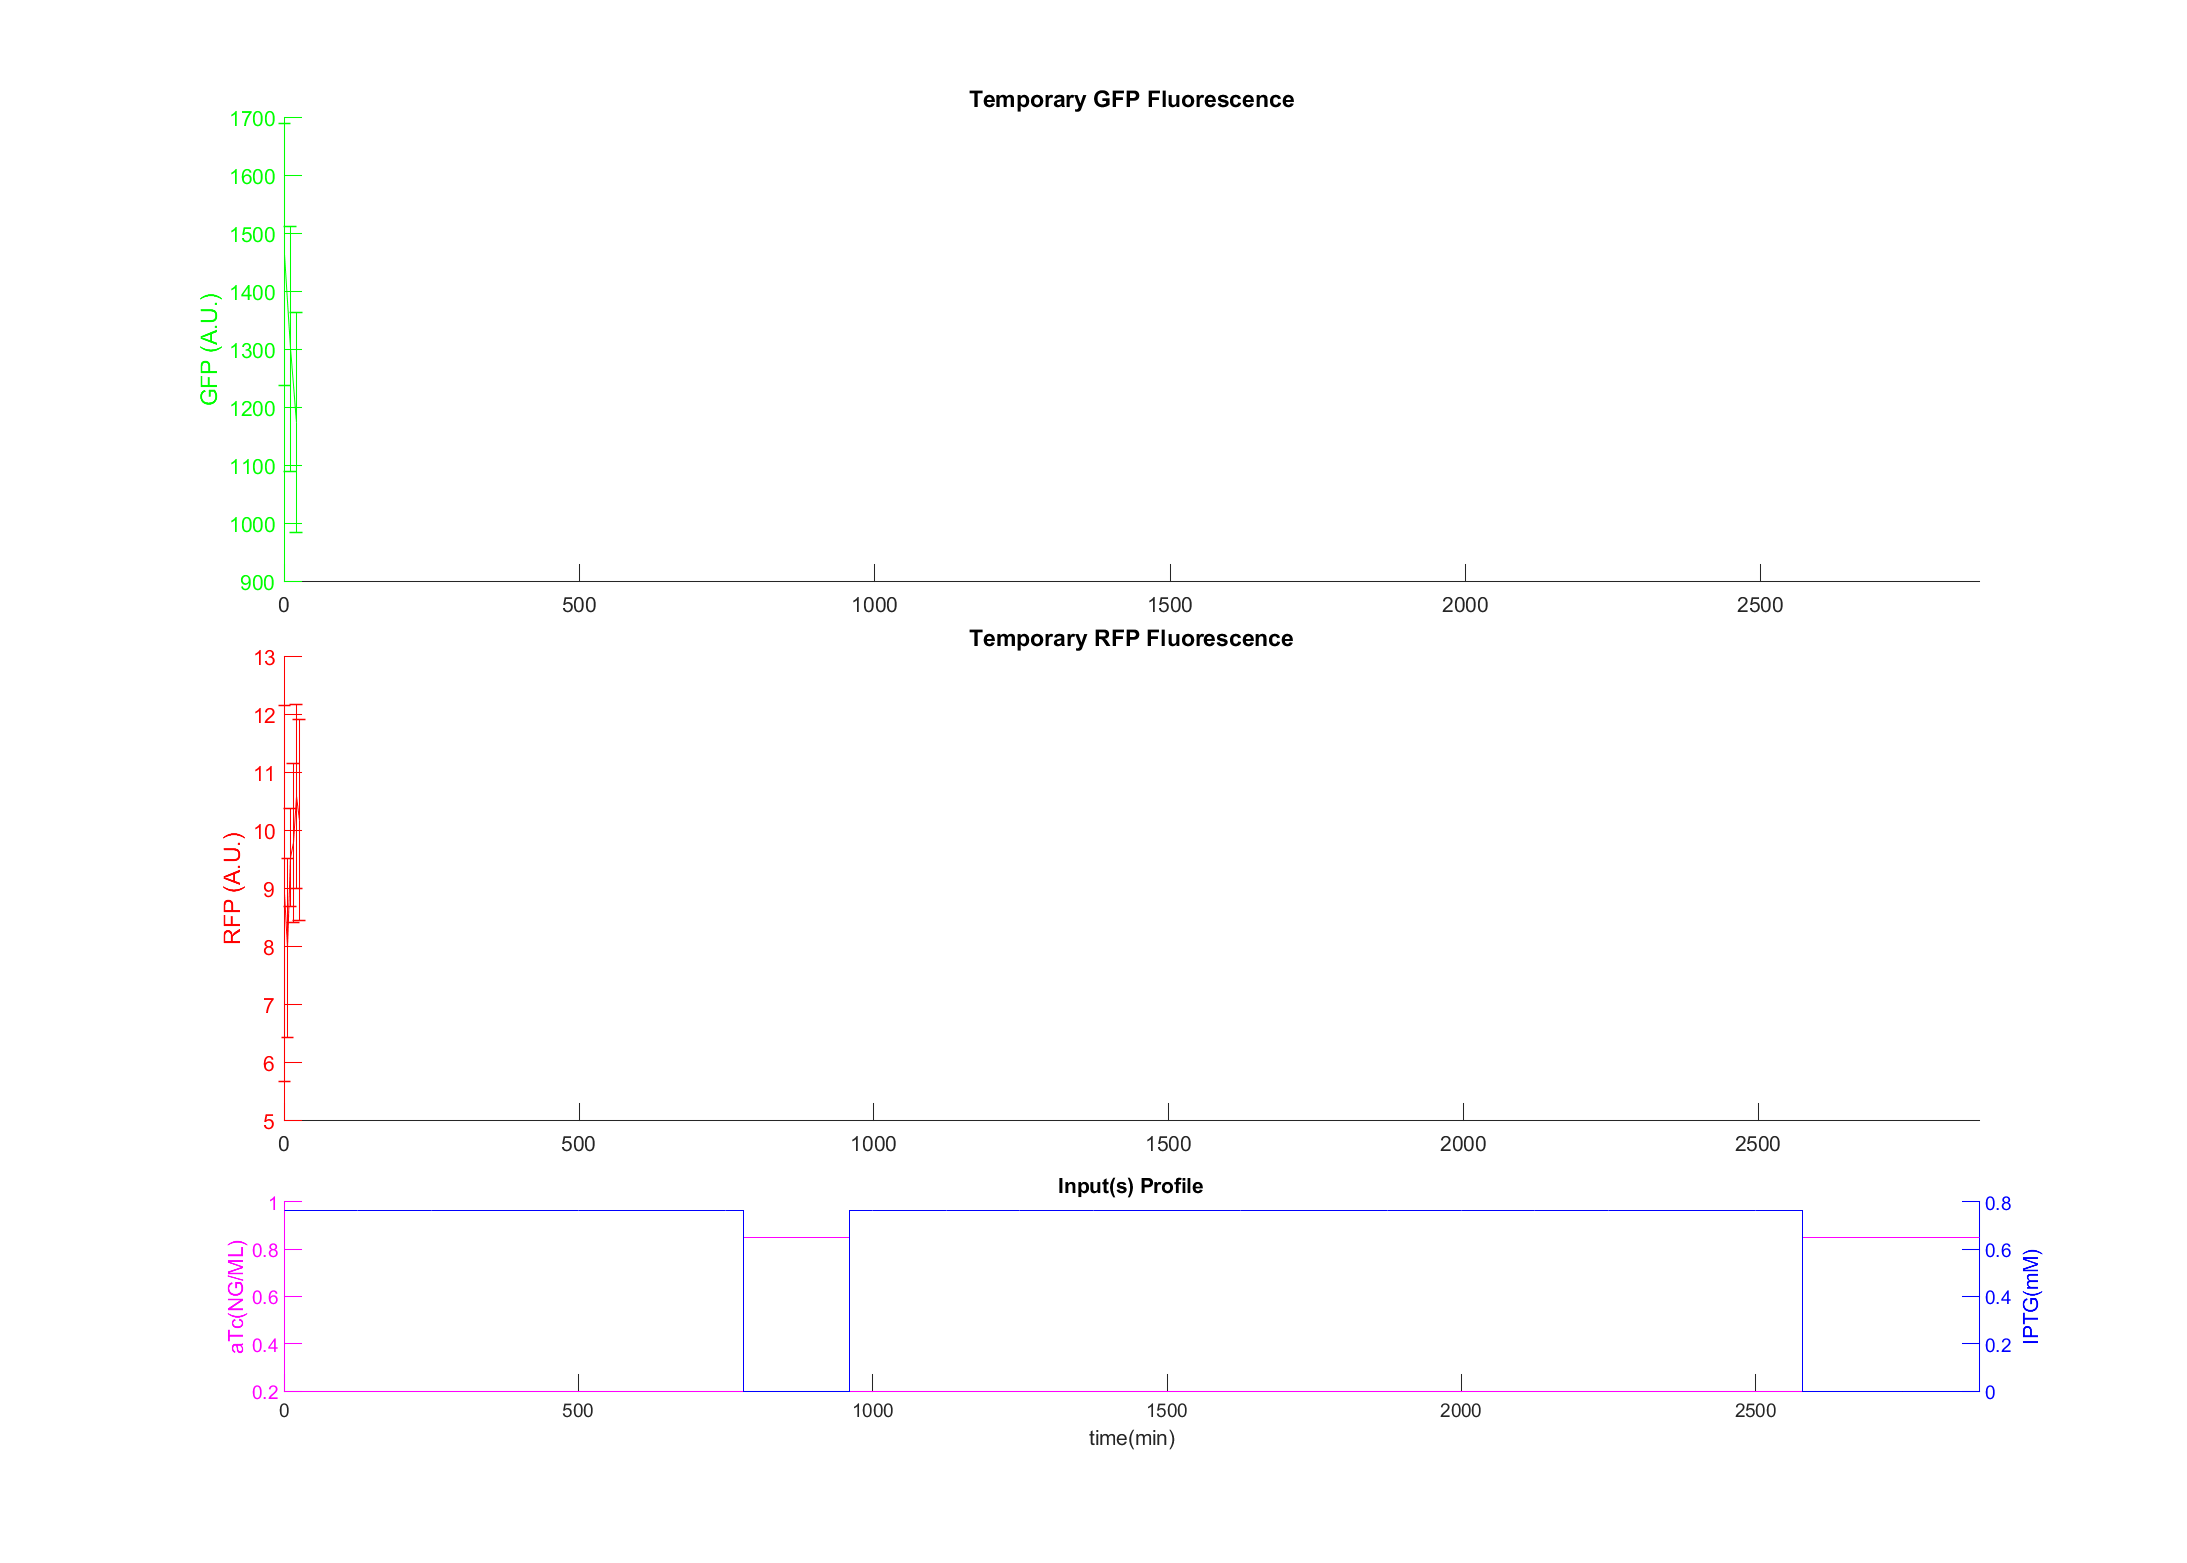 Temporary GFP Fluorescence
1700
1600
1500
1400
1300
1200
1100
1000
900
GFP (A.U.)
0 500 1000 1500 2000 2500
Temporary RFP Fluorescence
13
12
11
10
9
8
7
6
5
RFP (A.U.)
0 500 1000 1500 2000 2500
Input(s) Profile
1
0.8
0.6
0.4
0.2
aTc(NG/ML)
0.8
0.6
0.4
0.2
0
IPTG(mM)
0 500 1000 1500 2000 2500
time(min)